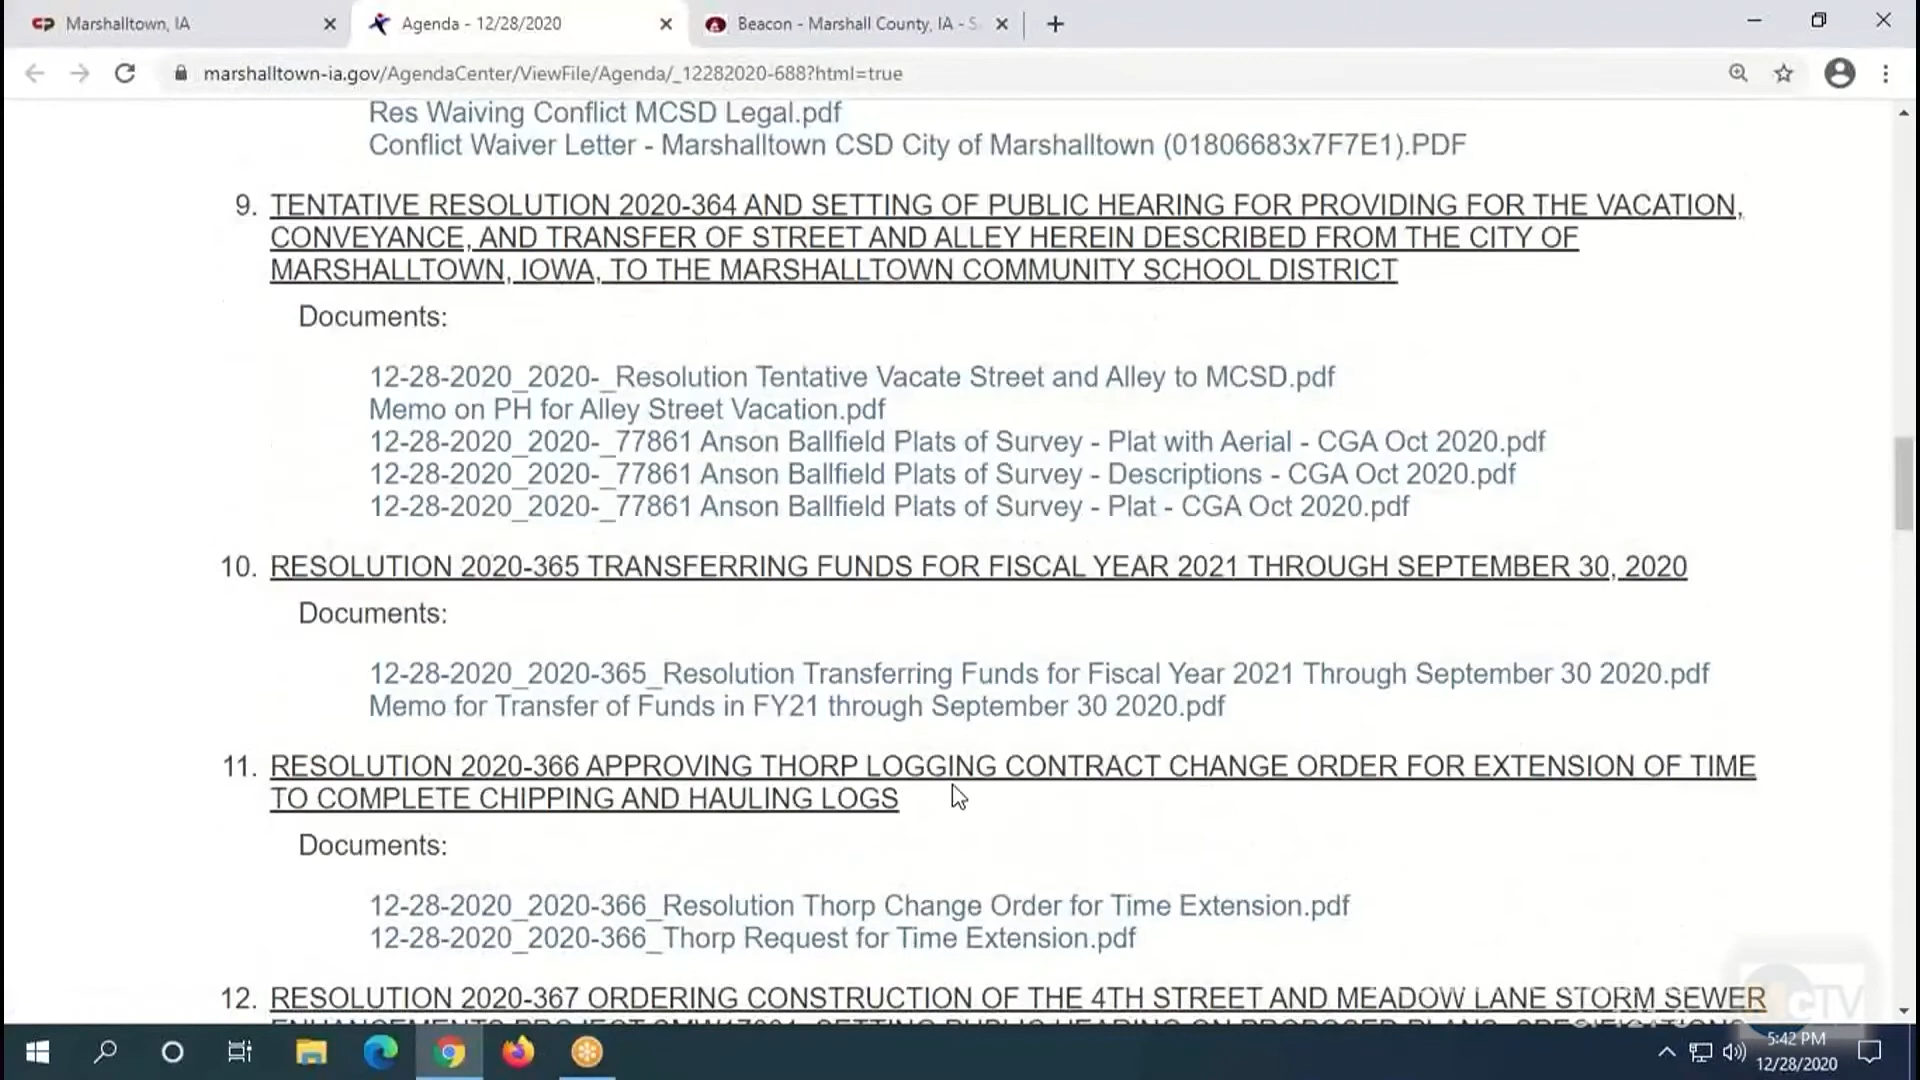 Marshalltown, IA
Agenda - 12/28/2020
Beacon - Marshall County, IA - S
marshalltown-ia.gov/AgendaCenter/ViewFile/Agenda/_12282020-688?html=true
Res Waiving Conflict MCSD Legal.pdf
Conflict Waiver Letter - Marshalltown CSD City of Marshalltown (01806683x7F7E1).PDF
9. TENTATIVE RESOLUTION 2020-364 AND SETTING OF PUBLIC HEARING FOR PROVIDING FOR THE VACATION,
CONVEYANCE, AND TRANSFER OF STREET AND ALLEY HEREIN DESCRIBED FROM THE CITY OF
MARSHALLTOWN, IOWA, TO THE MARSHALLTOWN COMMUNITY SCHOOL DISTRICT
Documents:
12-28-2020_2020-_Resolution Tentative Vacate Street and Alley to MCSD.pdf
Memo on PH for Alley Street Vacation.pdf
12-28-2020_2020-_77861 Anson Ballfield Plats of Survey - Plat with Aerial - CGA Oct 2020.pdf
12-28-2020_2020-_77861 Anson Ballfield Plats of Survey - Descriptions - CGA Oct 2020.pdf
12-28-2020_2020-_77861 Anson Ballfield Plats of Survey - Plat - CGA Oct 2020.pdf
10. RESOLUTION 2020-365 TRANSFERRING FUNDS FOR FISCAL YEAR 2021 THROUGH SEPTEMBER 30, 2020
Documents:
12-28-2020_2020-365_Resolution Transferring Funds for Fiscal Year 2021 Through September 30 2020.pdf
Memo for Transfer of Funds in FY21 through September 30 2020.pdf
11. RESOLUTION 2020-366 APPROVING THORP LOGGING CONTRACT CHANGE ORDER FOR EXTENSION OF TIME
TO COMPLETE CHIPPING AND HAULING LOGS
Documents:
12-28-2020_2020-366_Resolution Thorp Change Order for Time Extension.pdf
12-28-2020_2020-366_Thorp Request for Time Extension.pdf
12. RESOLUTION 2020-367 ORDERING CONSTRUCTION OF THE 4TH STREET AND MEADOW LANE STORM SEWER
5:42 PM
12/28/2020